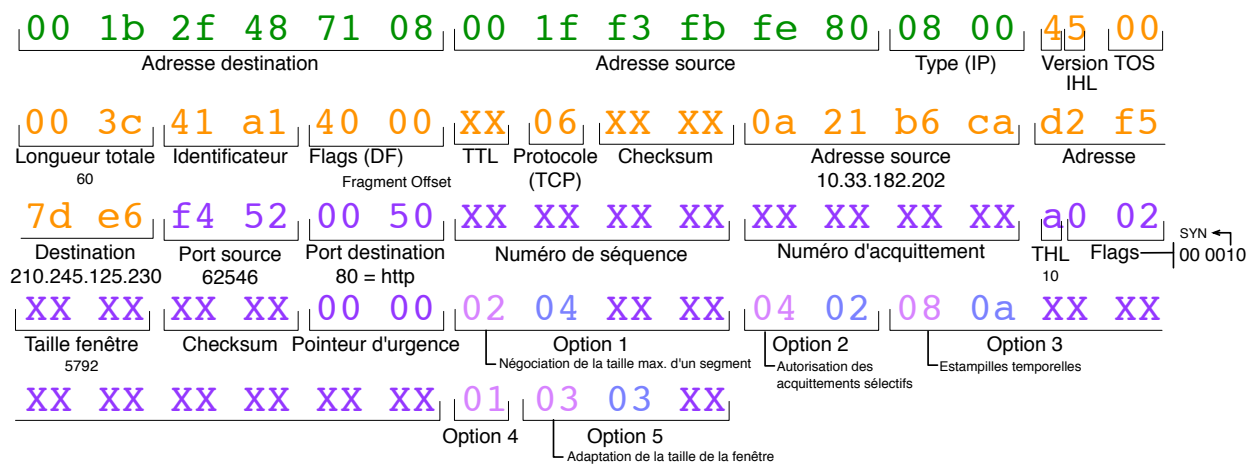 00 1b 2f 48 71 08 00 1f f3 fb fe 80 08 00 45 00
Adresse destination Adresse source Type (IP) Version TOS
IHL
00 3c 41 a1 40 00 XX 06 XX XX 0a 21 b6 ca d2 f5
Longueur totale Identificateur Flags (DF) TTL Protocole Checksum Adresse source Adresse
60 Fragment Offset (TCP) 10.33.182.202
7d e6 f4 52 00 50 XX XX XX XX XX XX XX XX a0 02
Destination Port source Port destination Numéro de séquence Numéro d'acquittement THL Flags SYN
210.245.125.230 62546 80 = http 10 00 0010
XX XX XX XX 00 00 02 04 XX XX 04 02 08 0a XX XX
Taille fenêtre Checksum Pointeur d'urgence Option 1 Option 2 Option 3
5792 Négociation de la taille max. d'un segment Autorisation des Estampilles temporelles
acquittements sélectifs
XX XX XX XX XX XX 01 03 03 XX
Option 4 Option 5
Adaptation de la taille de la fenêtre